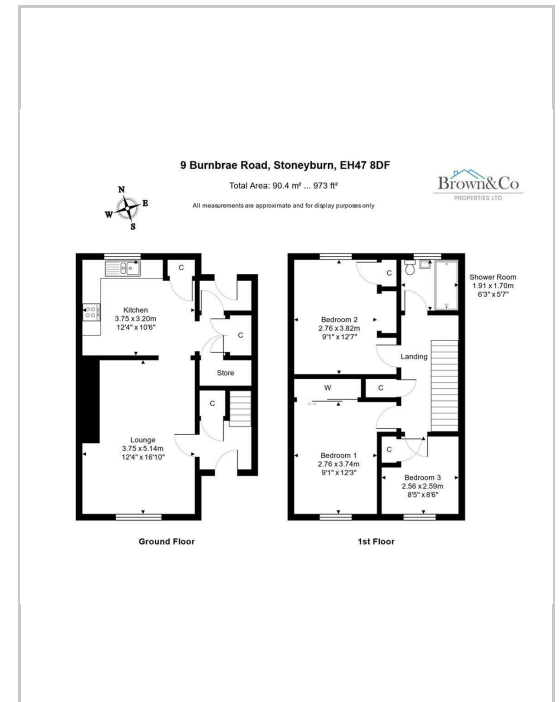 9 Burnbrae Road, Stoneyburn, EH47 8DF
Total Area: 90.4 m² ... 973 ft²
All measurements are approximate and for display purposes only
N
E
W
S
Brown&Co
PROPERTIES LTD
C
Kitchen
3.75 x 3.20m
12'4" x 10'6"
C
Store
C
Lounge
3.75 x 5.14m
12'4" x 16'10"
Ground Floor
C
Shower Room
1.91 x 1.70m
6'3" x 5'7"
Bedroom 2
2.76 x 3.82m
9'1" x 12'7"
Landing
W
C
Bedroom 1
2.76 x 3.74m
9'1" x 12'3"
C
Bedroom 3
2.56 x 2.59m
8'5" x 8'6"
1st Floor